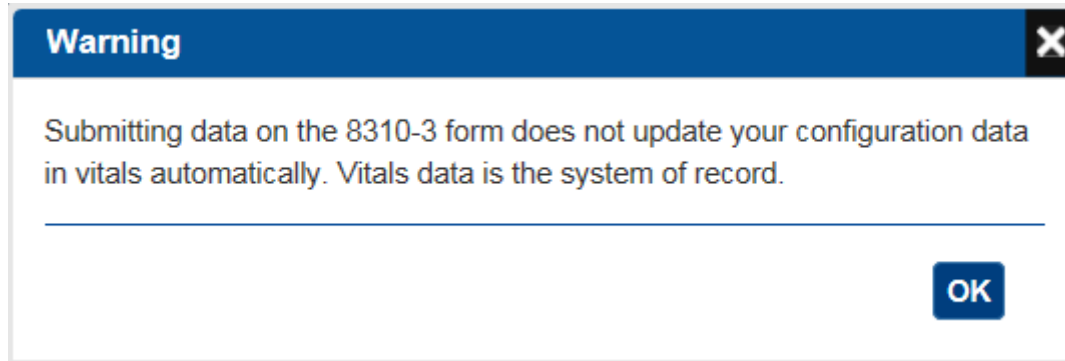 Warning
Submitting data on the 8310-3 form does not update your configuration data
in vitals automatically. Vitals data is the system of record.
OK